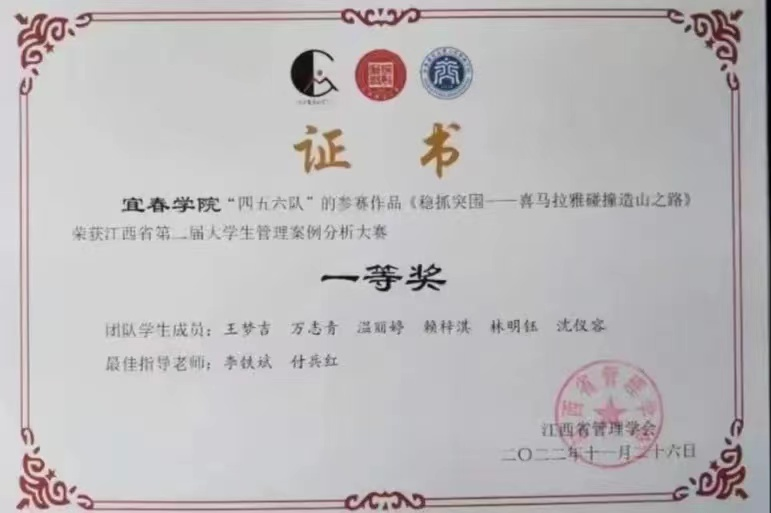 证 书
宜春学院“四五六队”的参赛作品《稳抓突围——喜马拉雅碰撞造山之路》
荣获江西省第二届大学生管理案例分析大赛
一等奖
团队学生成员：王梦吉 万志青 温丽婷 赖梓淇 林明钰 沈仪容
最佳指导老师：李铁斌 付兵红
江西省管理学会
二〇二二年十一月二十六日